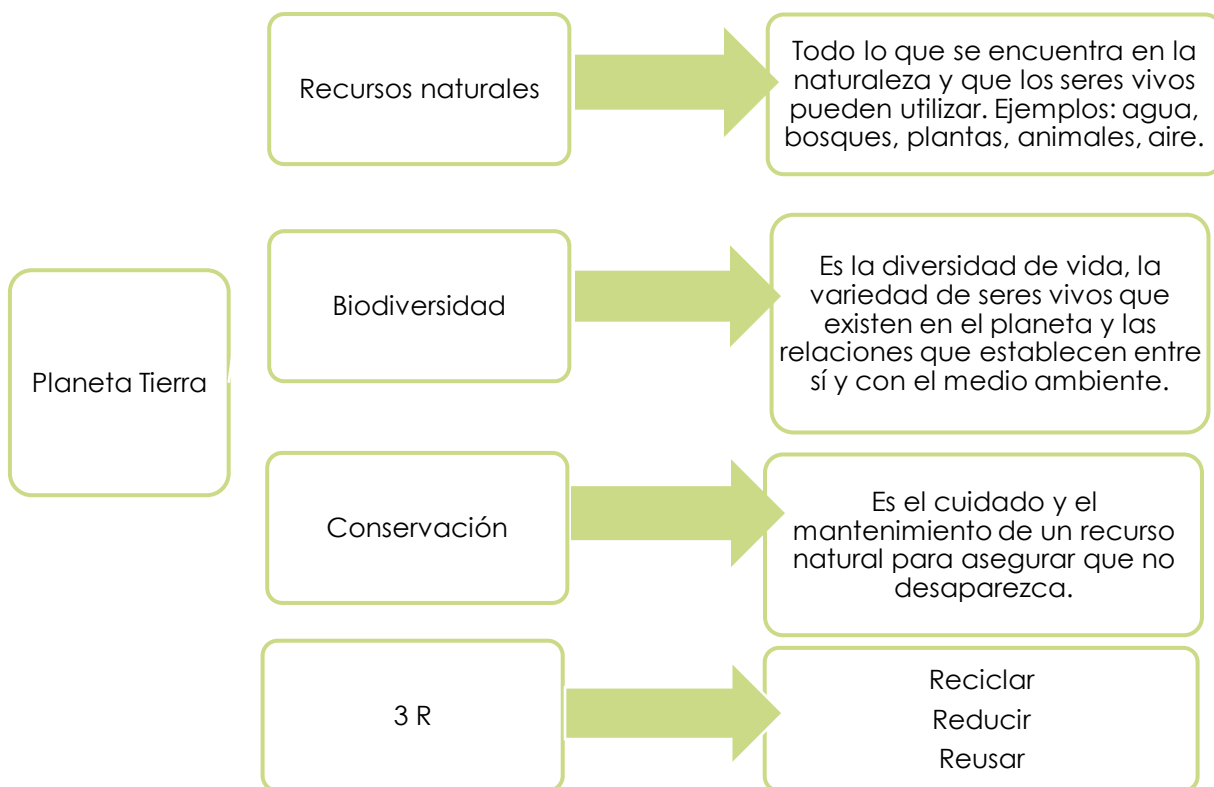 Planeta Tierra
Recursos naturales
Todo lo que se encuentra en la
naturaleza y que los seres vivos
pueden utilizar. Ejemplos: agua,
bosques, plantas, animales, aire.
Biodiversidad
Es la diversidad de vida, la
variedad de seres vivos que
existen en el planeta y las
relaciones que establecen entre
sí y con el medio ambiente.
Conservación
Es el cuidado y el
mantenimiento de un recurso
natural para asegurar que no
desaparezca.
3 R
Reciclar
Reducir
Reusar